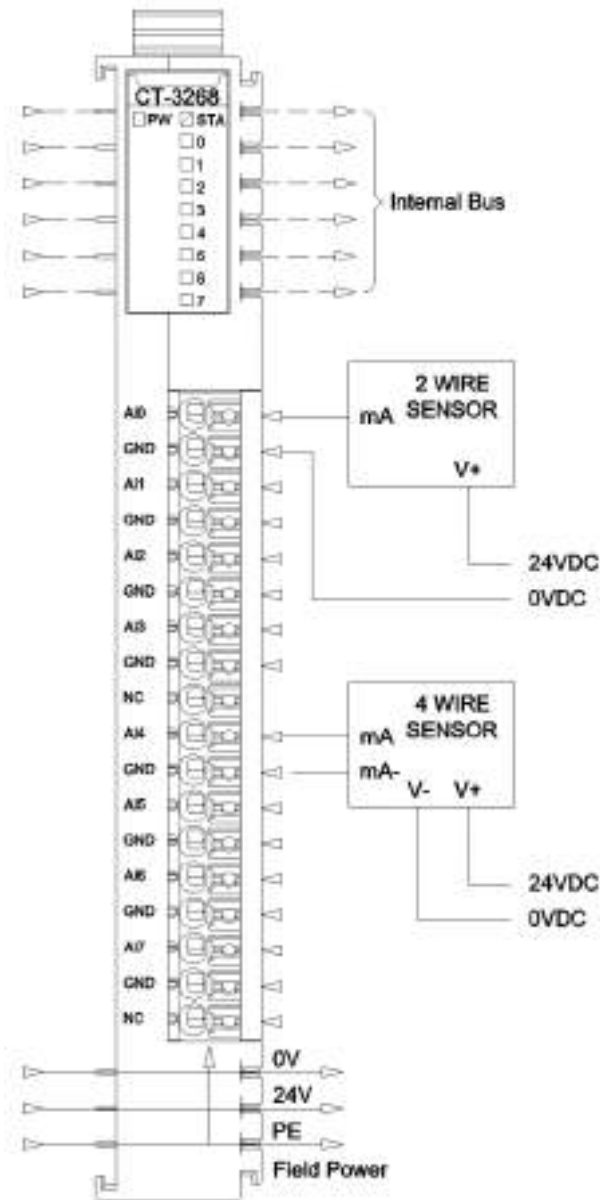 CT-3268
PW STA
0
1
2
3
4
5
6
7
Internal Bus
AI0
GND
AI1
GND
AI2
GND
AI3
GND
NC
AI4
GND
AI5
GND
AI6
GND
AI7
GND
NC
2 WIRE
mA SENSOR
V+
24VDC
0VDC
4 WIRE
mA SENSOR
mA-
V- V+
24VDC
0VDC
0V
24V
PE
Field Power